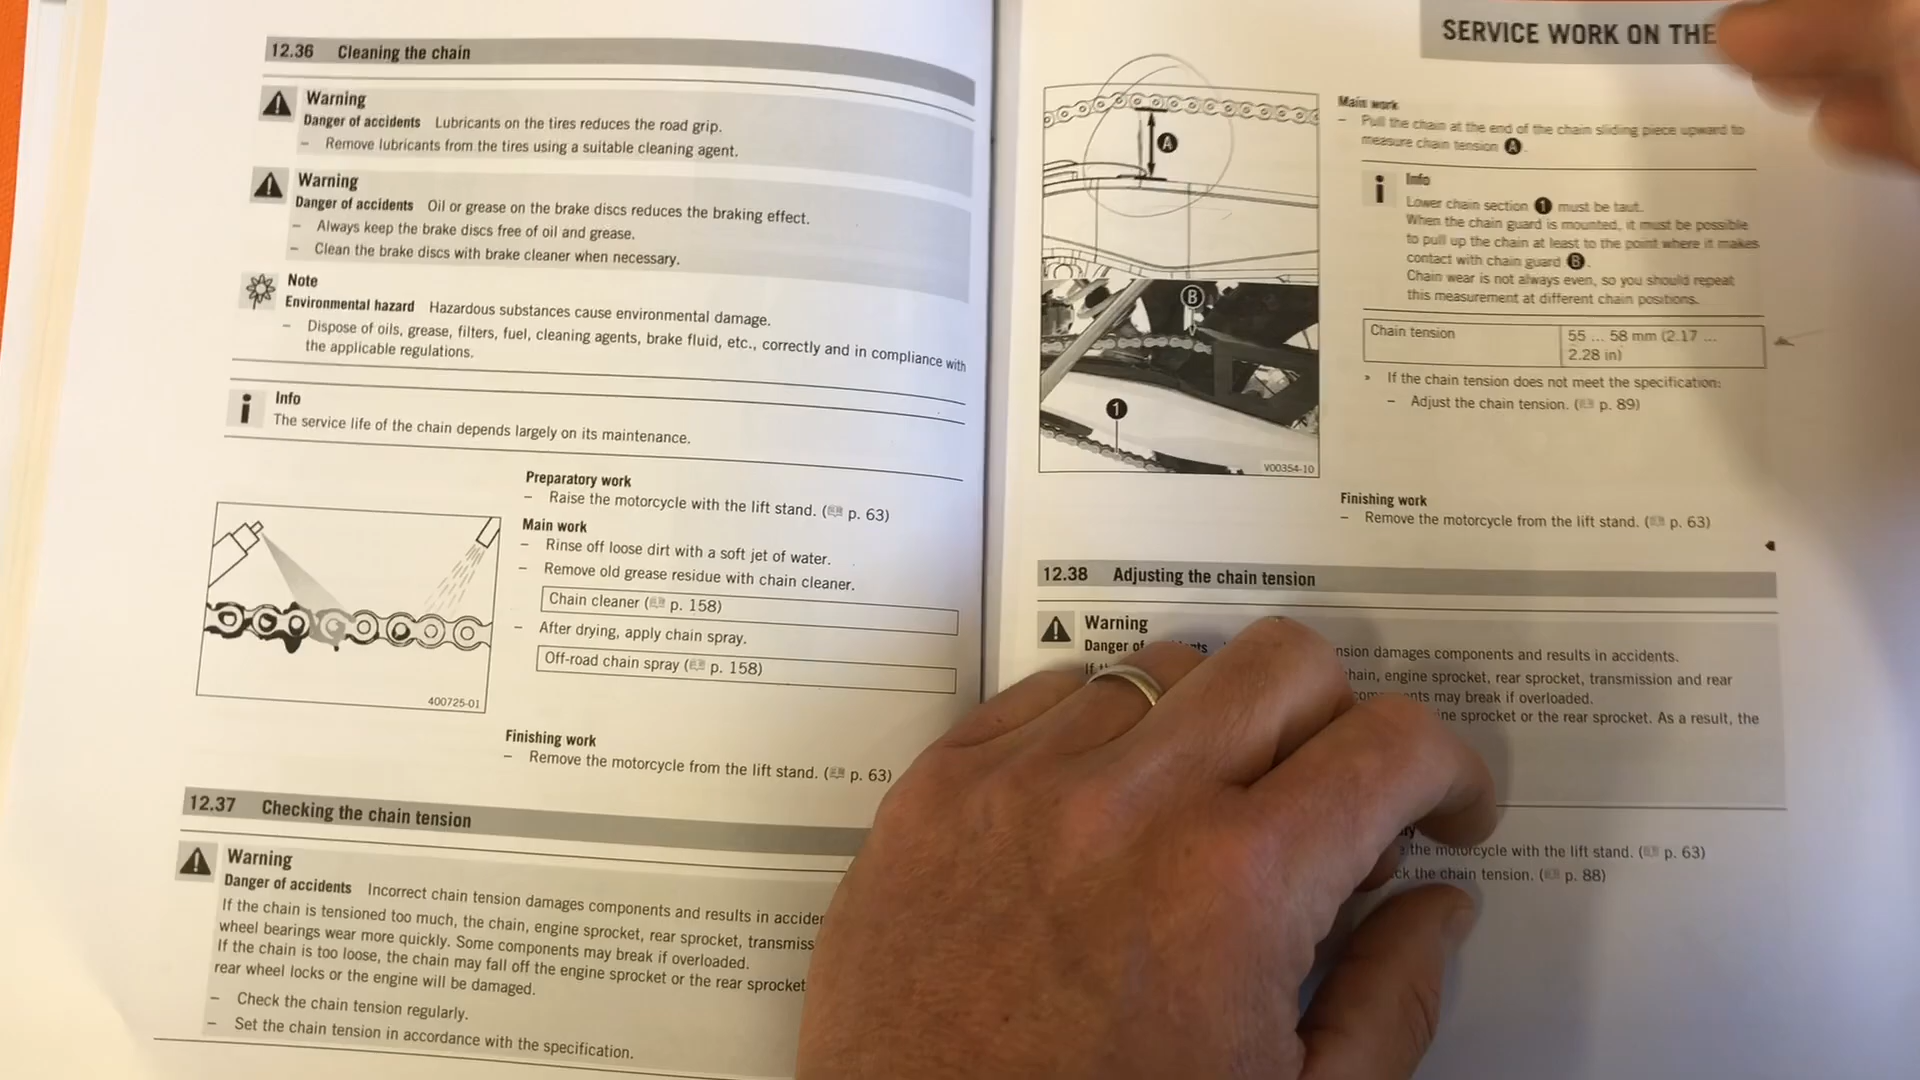 12.36 Cleaning the chain
Warning
Danger of accidents Lubricants on the tires reduces the road grip.
– Remove lubricants from the tires using a suitable cleaning agent.
Warning
Danger of accidents Oil or grease on the brake discs reduces the braking effect.
– Always keep the brake discs free of oil and grease.
– Clean the brake discs with brake cleaner when necessary.
Note
Environmental hazard Hazardous substances cause environmental damage.
– Dispose of oils, grease, filters, fuel, cleaning agents, brake fluid, etc., correctly and in compliance with
the applicable regulations.
i Info
The service life of the chain depends largely on its maintenance.
Preparatory work
– Raise the motorcycle with the lift stand. (p. 63)
Main work
– Rinse off loose dirt with a soft jet of water.
– Remove old grease residue with chain cleaner.
Chain cleaner (p. 158)
– After drying, apply chain spray.
Off-road chain spray (p. 158)
400725-01
Finishing work
– Remove the motorcycle from the lift stand. (p. 63)
12.37 Checking the chain tension
Warning
Danger of accidents Incorrect chain tension damages components and results in
If the chain is tensioned too much, the chain, engine sprocket, rear sprocket,
wheel bearings wear more quickly. Some components may break if overloaded.
If the chain is too loose, the chain may fall off the engine sprocket or the rear sprocket
rear wheel locks or the engine will be damaged.
– Check the chain tension regularly.
– Set the chain tension in accordance with the specification.
SERVICE WORK ON THE
A
B
1
V00354-10
Main work
– Pull the chain at the end of the chain sliding piece upward to
measure chain tension A.
i Info
Lower chain section 1 must be taut.
When the chain guard is mounted, it must be possible
to pull up the chain at least to the point where it makes
contact with chain guard B.
Chain wear is not always even, so you should repeat
this measurement at different chain positions.
Chain tension 55 ... 58 mm (2.17 ...
2.28 in)
» If the chain tension does not meet the specification:
– Adjust the chain tension. (p. 89)
Finishing work
– Remove the motorcycle from the lift stand. (p. 63)
12.38 Adjusting the chain tension
Warning
Danger of damages components and results in accidents.
engine sprocket, rear sprocket, transmission and rear
may break if overloaded.
sprocket or the rear sprocket. As a result, the
the motorcycle with the lift stand. (p. 63)
the chain tension. (p. 88)